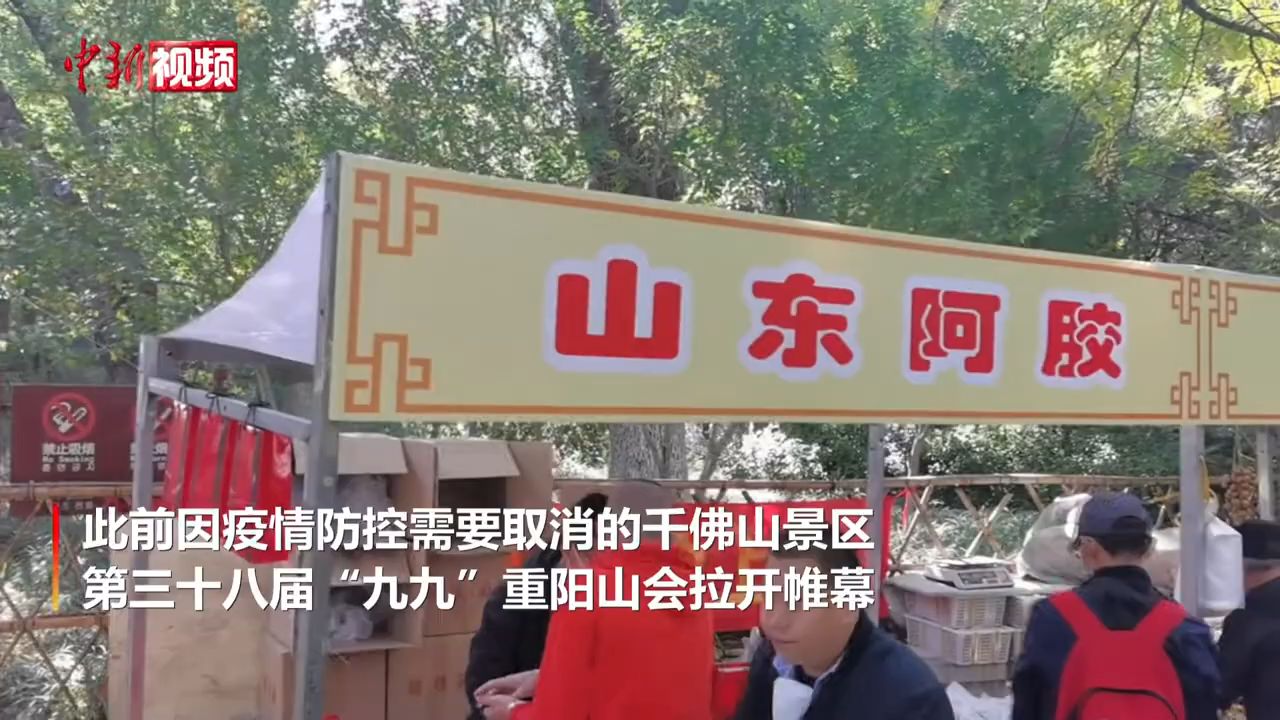 中新视频
山东阿胶
禁止吸烟
No Smoking
此前因疫情防控需要取消的千佛山景区
第三十八届“九九”重阳山会拉开帷幕